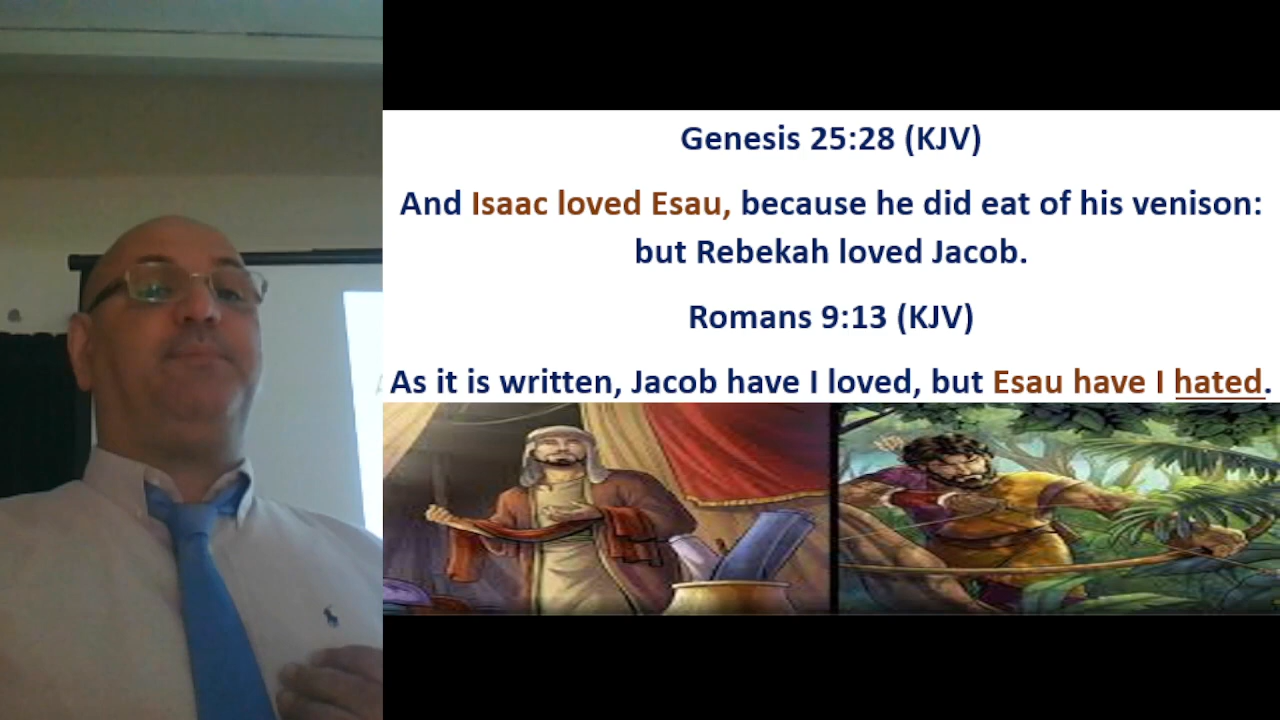 Genesis 25:28 (KJV)
And Isaac loved Esau, because he did eat of his venison:
but Rebekah loved Jacob.
Romans 9:13 (KJV)
As it is written, Jacob have I loved, but Esau have I hated.